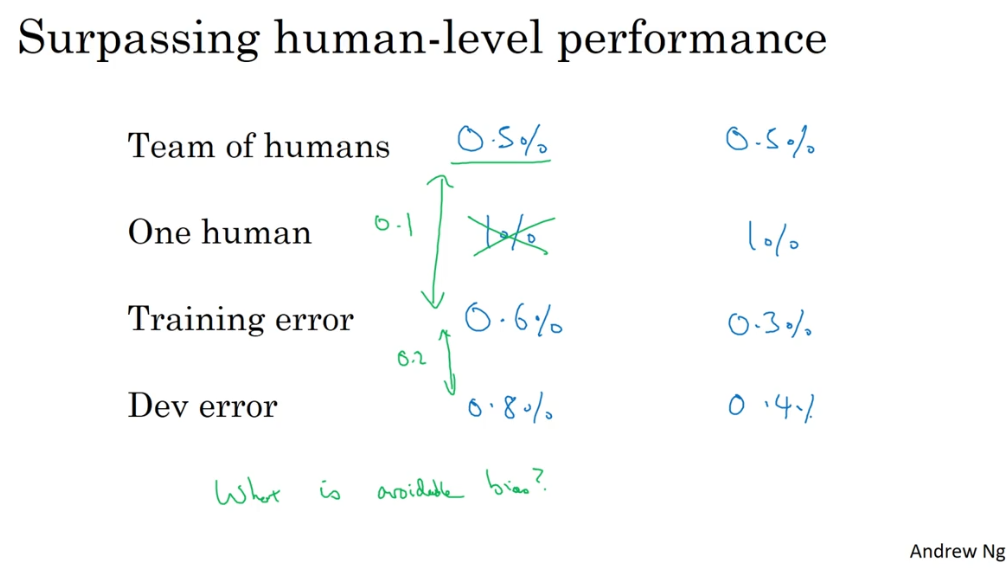 Surpassing human-level performance
Team of humans 0.5% 0.5%
One human 0.1 1% 1%
Training error 0.6% 0.3%
0.2
Dev error 0.8% 0.4%
What is avoidable bias?
Andrew Ng